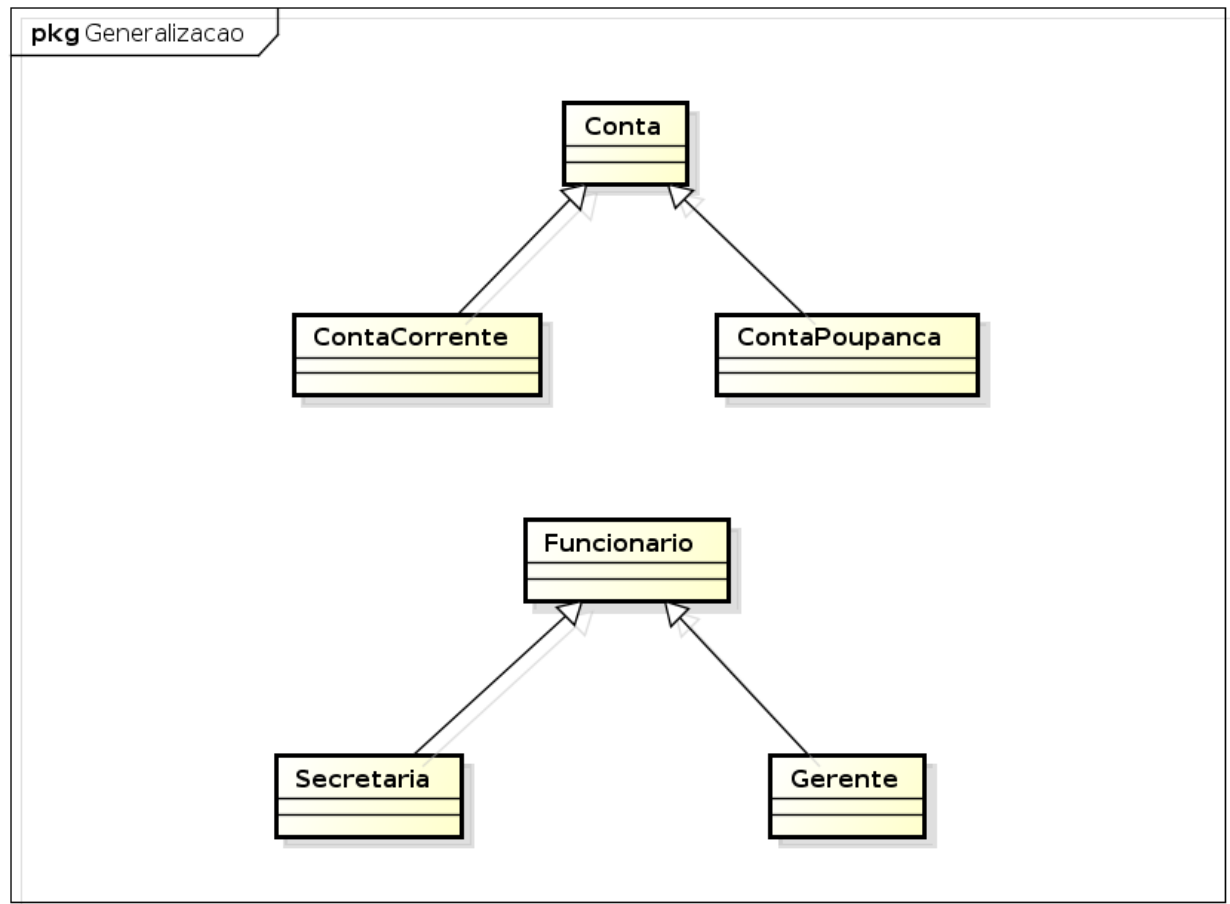 pkg Generalizacao
Conta
ContaCorrente
ContaPoupanca
Funcionario
Secretaria
Gerente